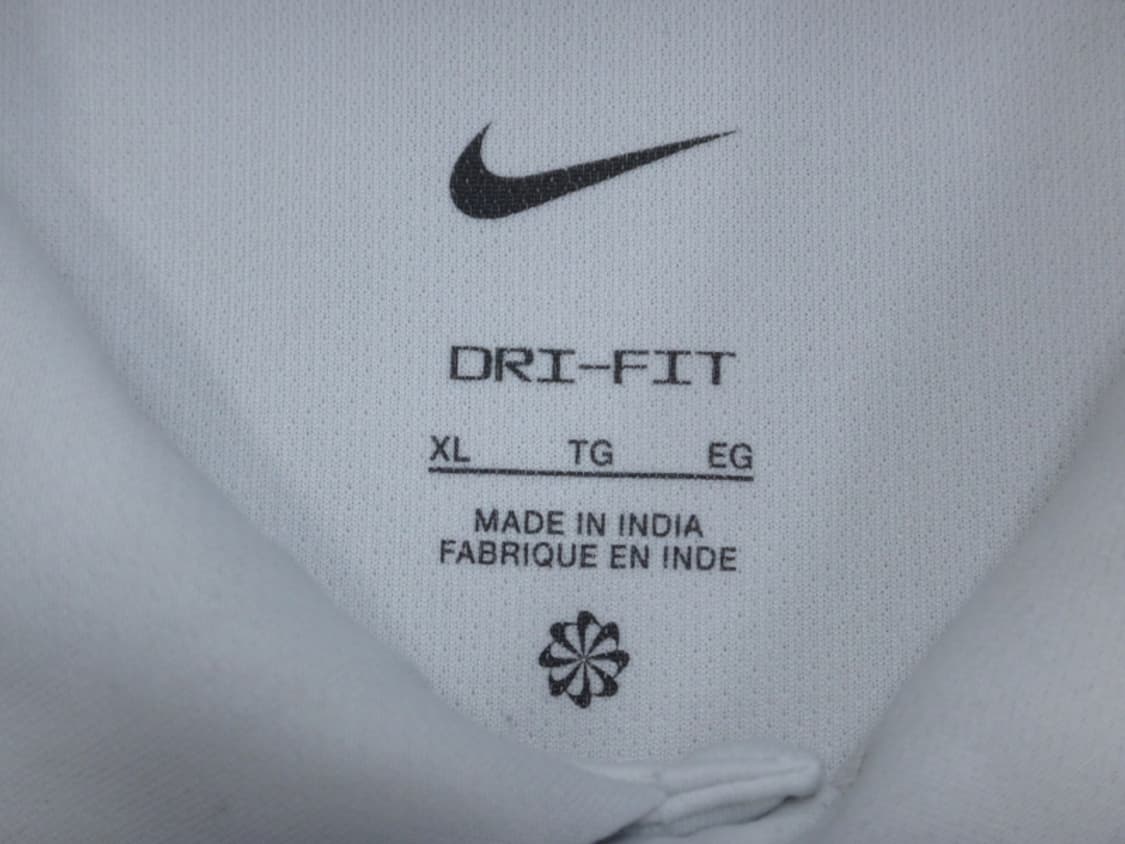 DRI-FIT
XL TG EG
MADE IN INDIA
FABRIQUE EN INDE